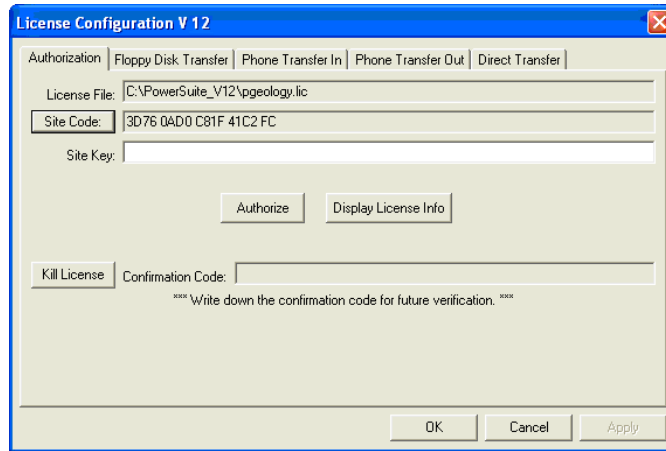 License Configuration V 12
Authorization Floppy Disk Transfer Phone Transfer In Phone Transfer Out Direct Transfer
License File: C:\PowerSuite_V12\pgeology.lic
Site Code: 3D76 0AD0 C81F 41C2 FC
Site Key:
Authorize Display License Info
Kill License Confirmation Code:
*** Write down the confirmation code for future verification. ***
OK Cancel Apply